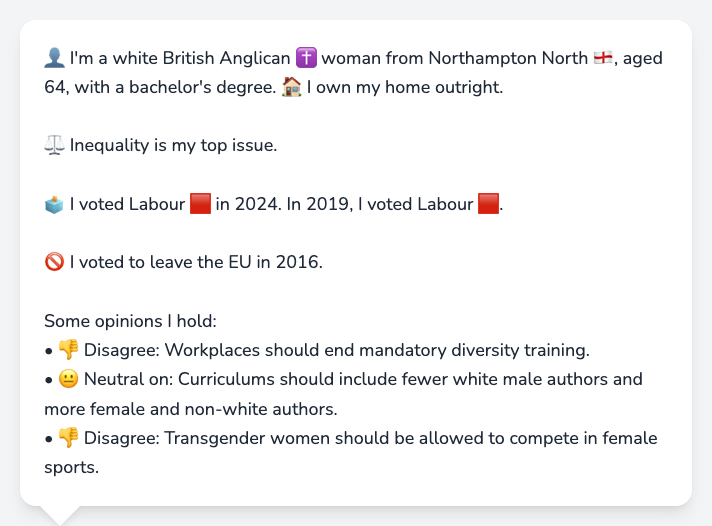 👤 I'm a white British Anglican ✝️ woman from Northampton North 🏴󠁧󠁢󠁥󠁮󠁧󠁿, aged
64, with a bachelor's degree. 🏠 I own my home outright.
⚖️ Inequality is my top issue.
🗳️ I voted Labour 🟥 in 2024. In 2019, I voted Labour 🟥.
🚫 I voted to leave the EU in 2016.
Some opinions I hold:
• 👎 Disagree: Workplaces should end mandatory diversity training.
• 😐 Neutral on: Curriculums should include fewer white male authors and
more female and non-white authors.
• 👎 Disagree: Transgender women should be allowed to compete in female
sports.